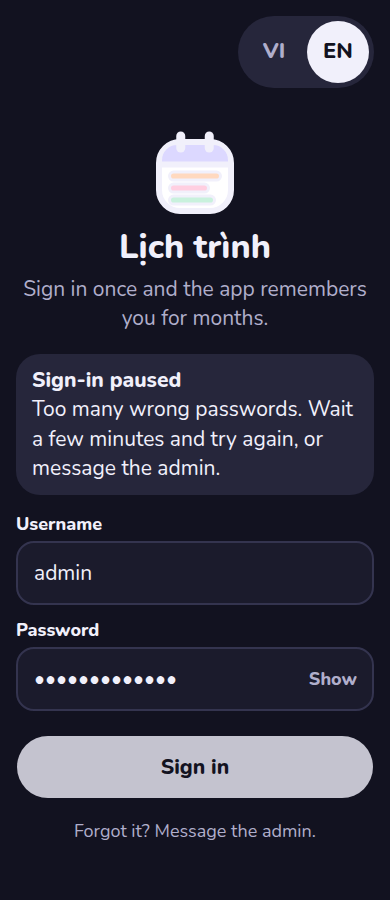 VI EN
Lịch trình
Sign in once and the app remembers
you for months.
Sign-in paused
Too many wrong passwords. Wait
a few minutes and try again, or
message the admin.
Username
admin
Password
••••••••••••• Show
Sign in
Forgot it? Message the admin.